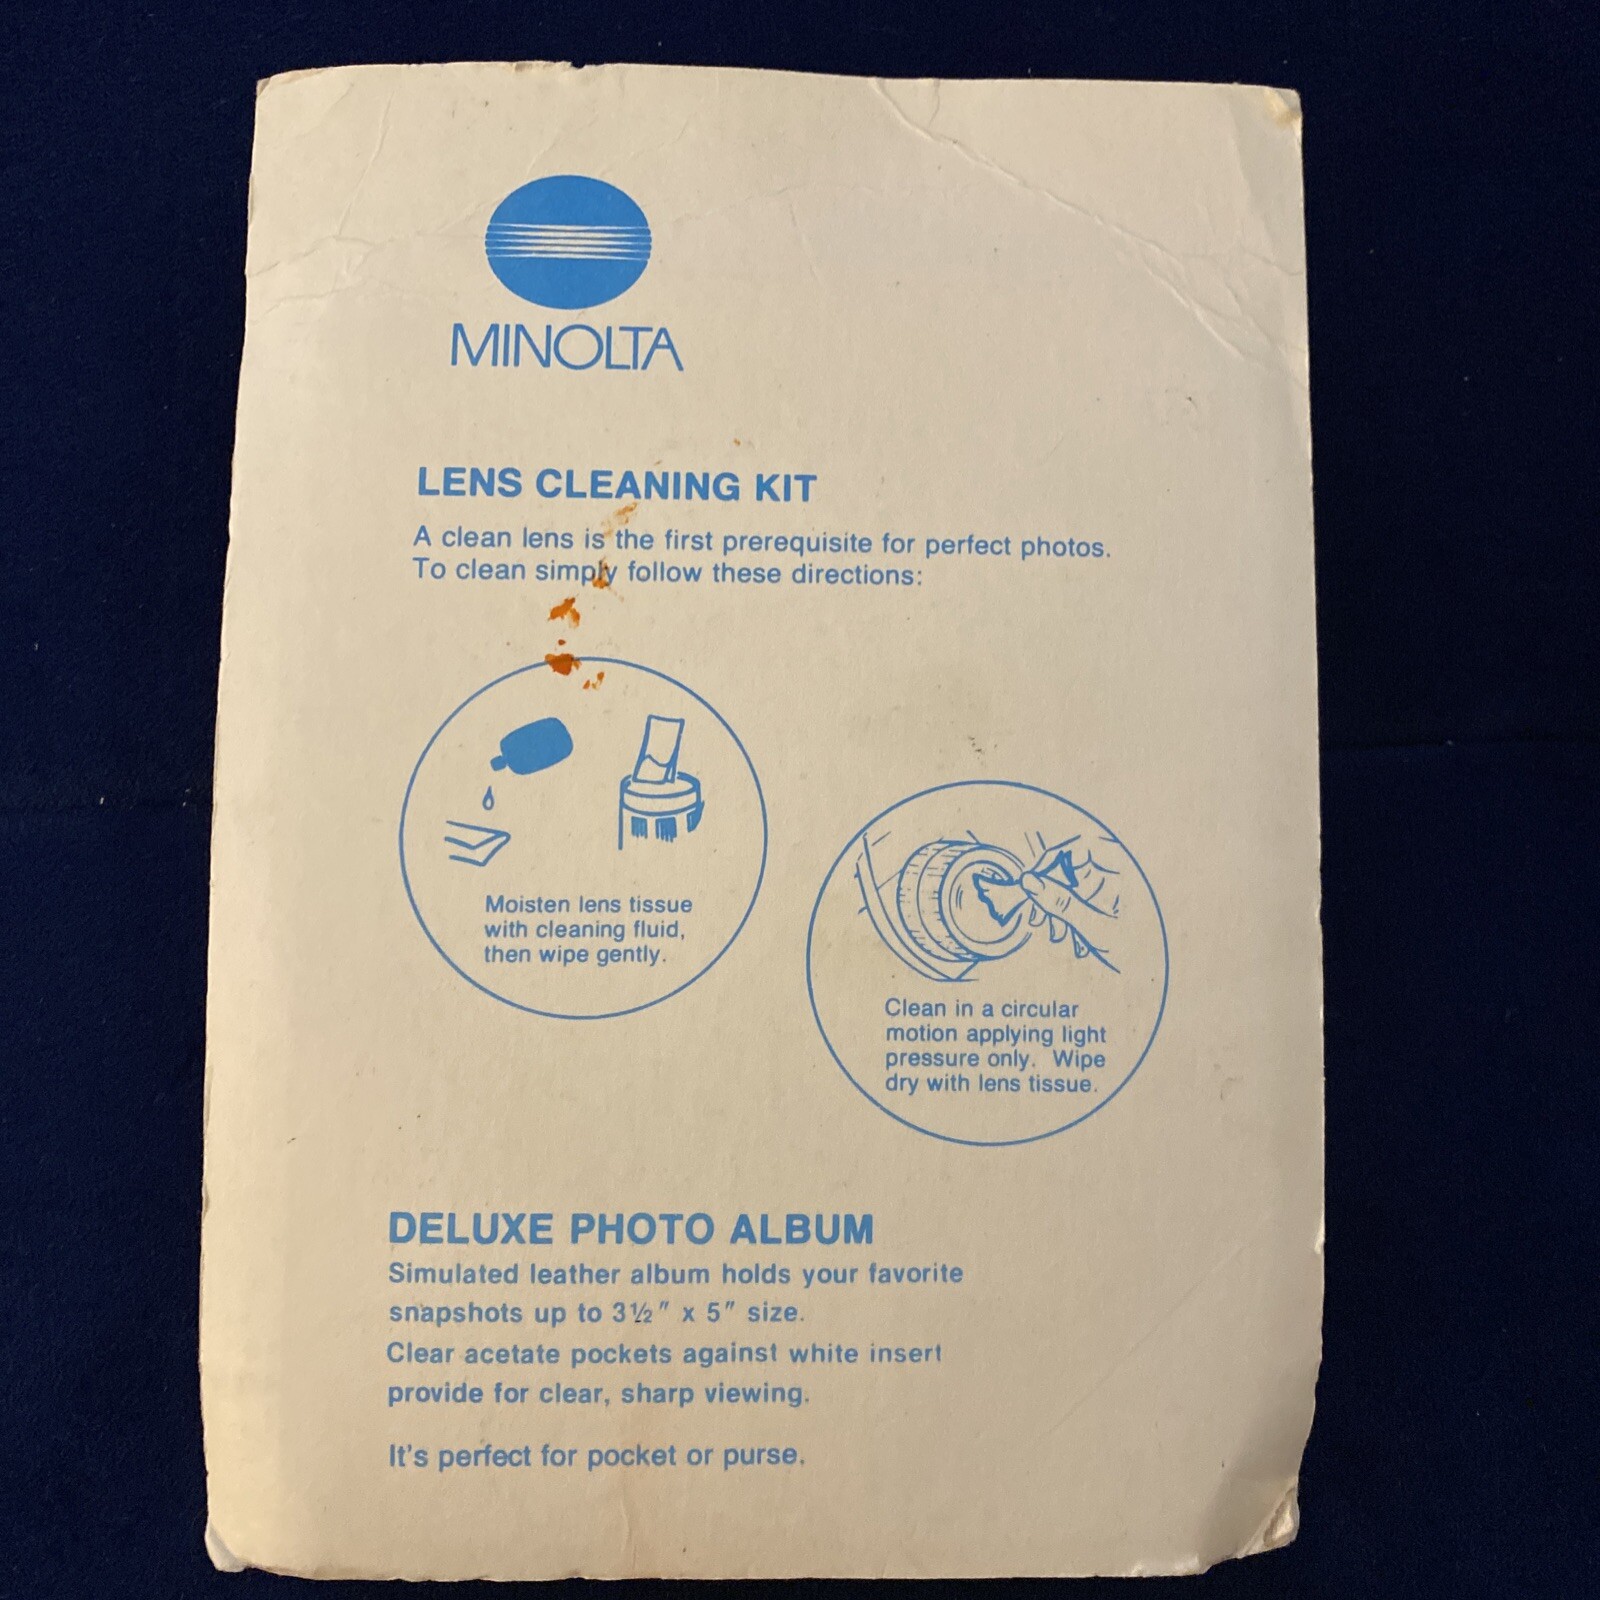 MINOLTA
LENS CLEANING KIT
A clean lens is the first prerequisite for perfect photos.
To clean simply follow these directions:
Moisten lens tissue
with cleaning fluid,
then wipe gently.
Clean in a circular
motion applying light
pressure only. Wipe
dry with lens tissue.
DELUXE PHOTO ALBUM
Simulated leather album holds your favorite
snapshots up to 3½" x 5" size.
Clear acetate pockets against white insert
provide for clear, sharp viewing.
It's perfect for pocket or purse.